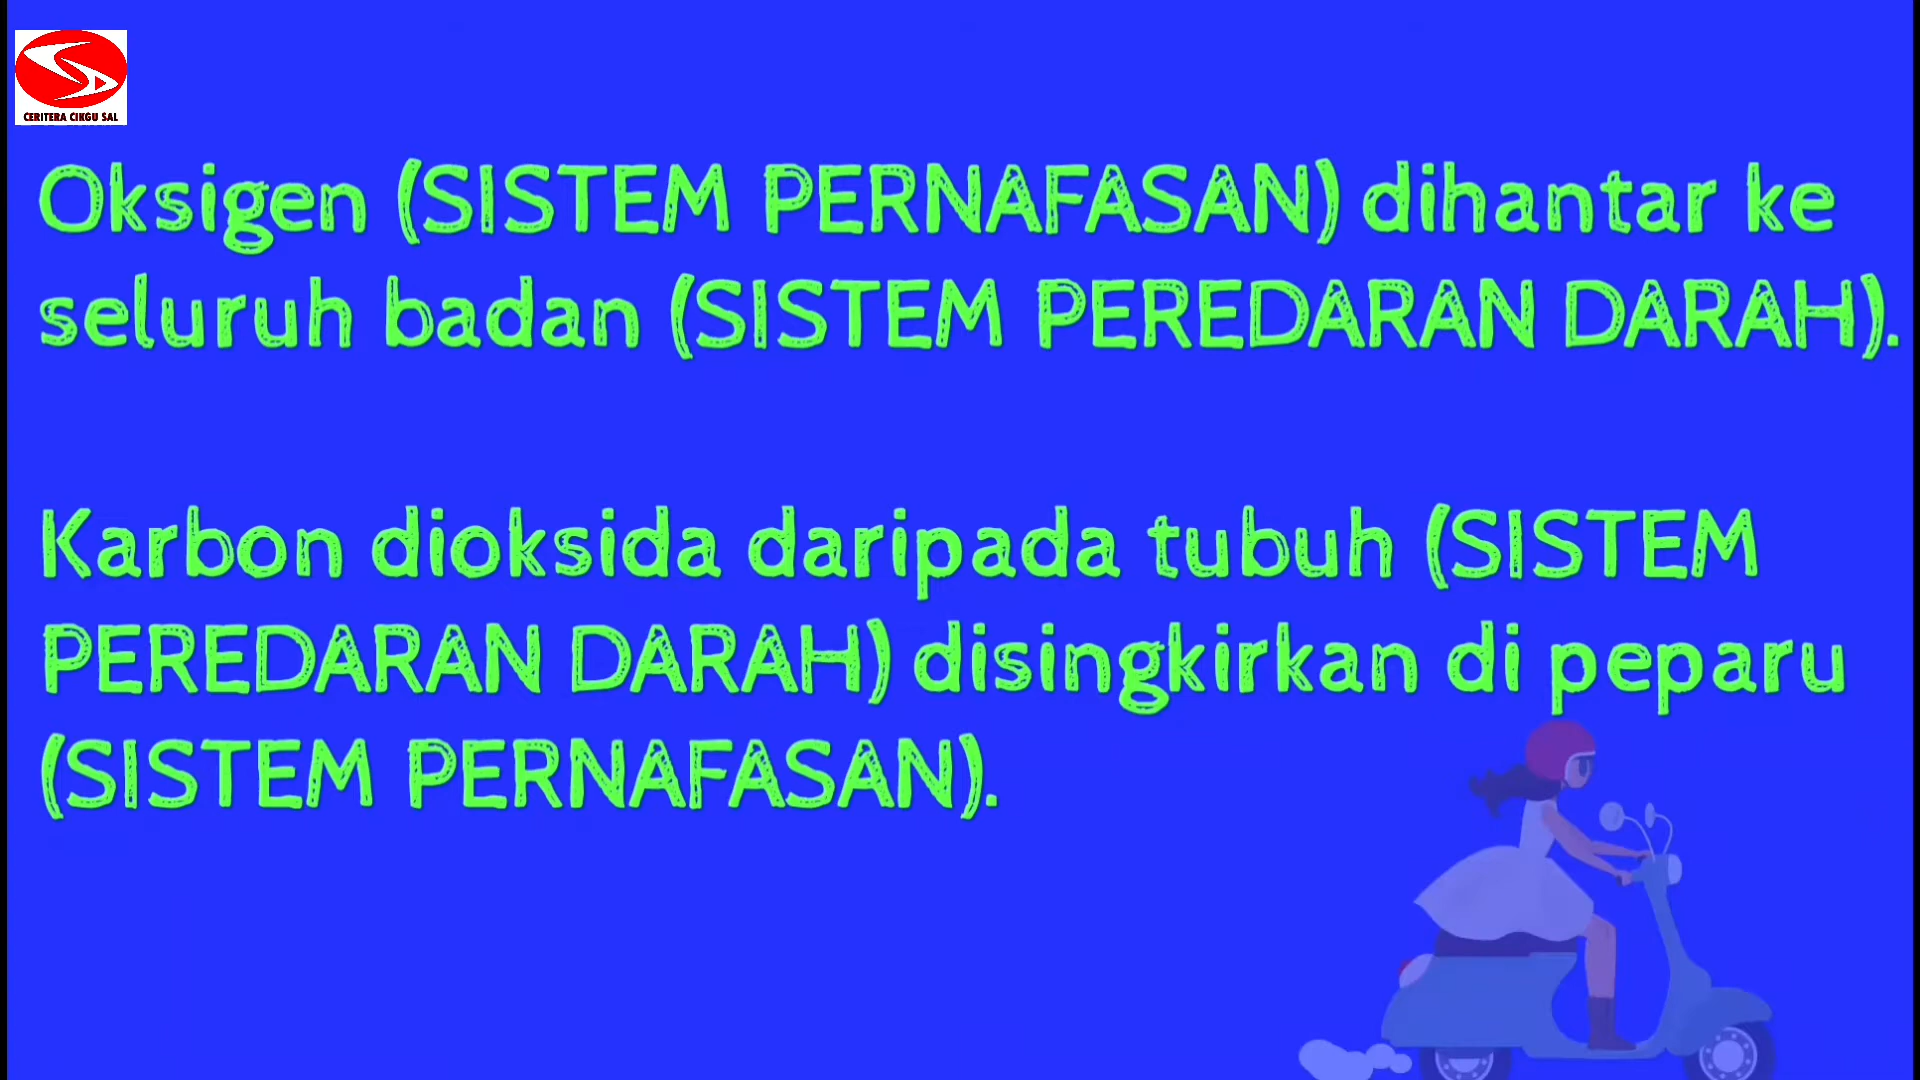 CERITERA CIKGU SAL
Oksigen (SISTEM PERNAFASAN) dihantar ke
seluruh badan (SISTEM PEREDARAN DARAH).
Karbon dioksida daripada tubuh (SISTEM
PEREDARAN DARAH) disingkirkan di peparu
(SISTEM PERNAFASAN).